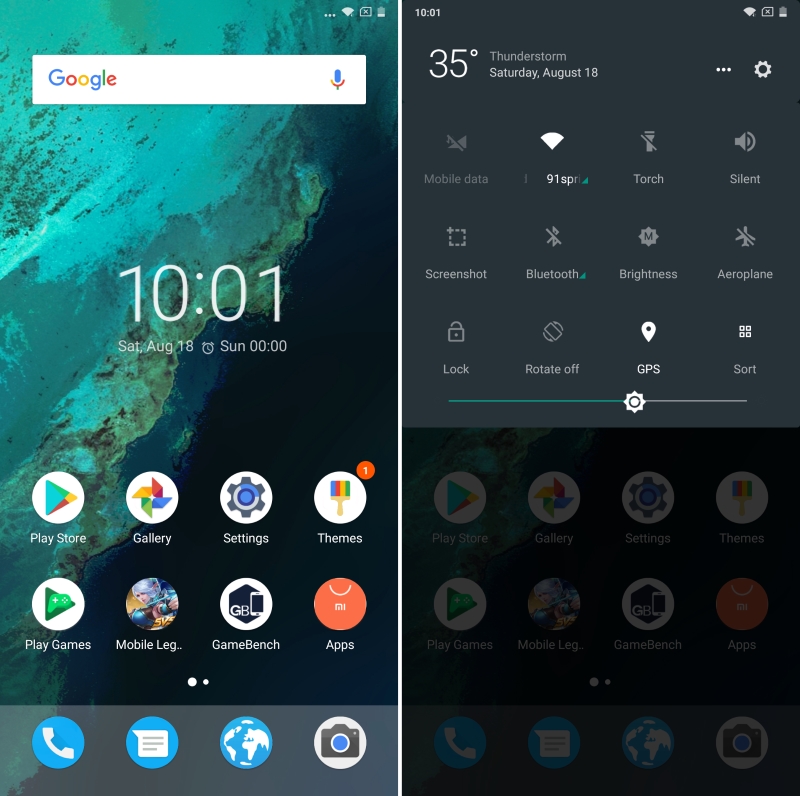 Google
10:01
Sat, Aug 18 Sun 00:00
1
Play Store Gallery Settings Themes
5V5
GB
MI
Play Games Mobile Leg.. GameBench Apps
10:01
35°
Thunderstorm
Saturday, August 18
Mobile data 91spri Torch Silent
M
Screenshot Bluetooth Brightness Aeroplane
Lock Rotate off GPS Sort
Play Store Gallery Settings Themes
GB
MI
Play Games Mobile Leg.. GameBench Apps